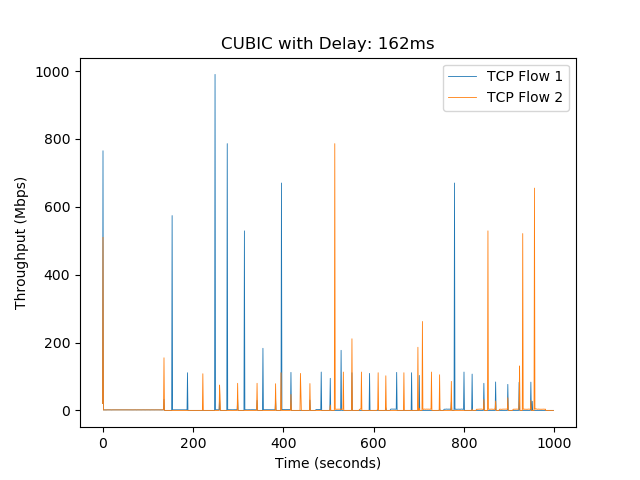 CUBIC with Delay: 162ms
TCP Flow 1
TCP Flow 2
Throughput (Mbps)
1000
800
600
400
200
0
0 200 400 600 800 1000
Time (seconds)